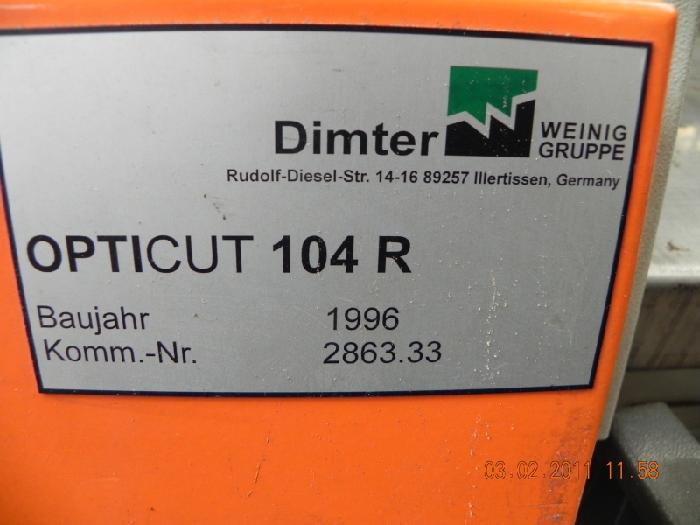 Dimter WEINIG
GRUPPE
Rudolf-Diesel-Str. 14-16 89257 Illertissen, Germany
OPTICUT 104 R
Baujahr 1996
Komm.-Nr. 2863.33
03.02.2011 11:58